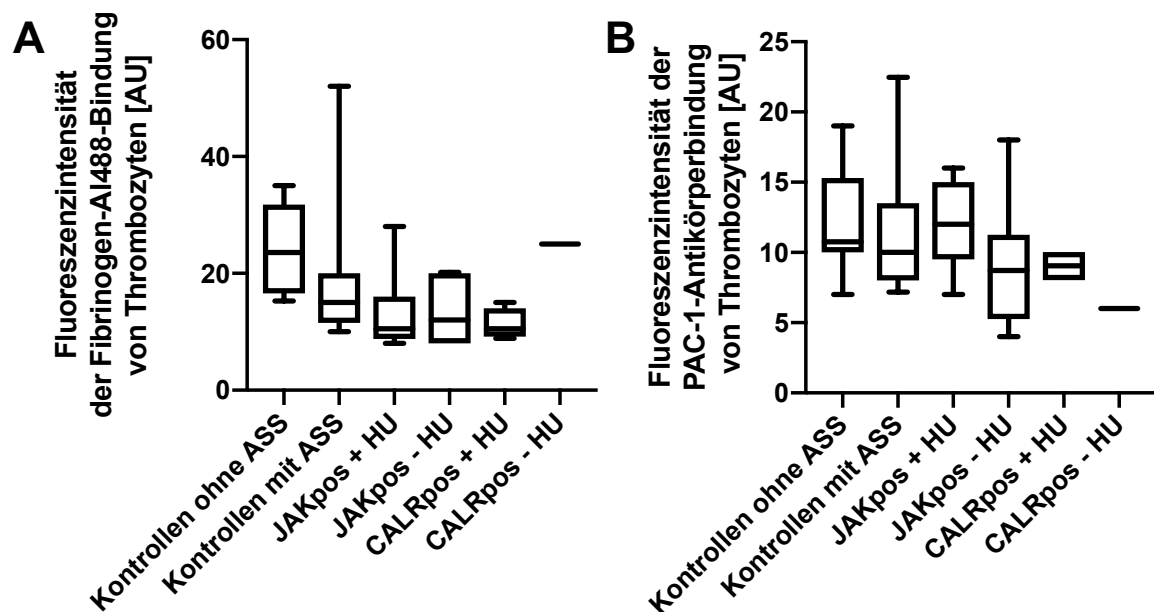 A
Fluoreszenzintensität
der Fibrinogen-Al488-Bindung
von Thrombozyten [AU]
60
40
20
0
Kontrollen ohne ASS
Kontrollen mit ASS
JAKpos + HU
JAKpos - HU
CALRpos + HU
CALRpos - HU
B
Fluoreszenzintensität der
PAC-1-Antikörperbindung
von Thrombozyten [AU]
25
20
15
10
5
0
Kontrollen ohne ASS
Kontrollen mit ASS
JAKpos + HU
JAKpos - HU
CALRpos + HU
CALRpos - HU